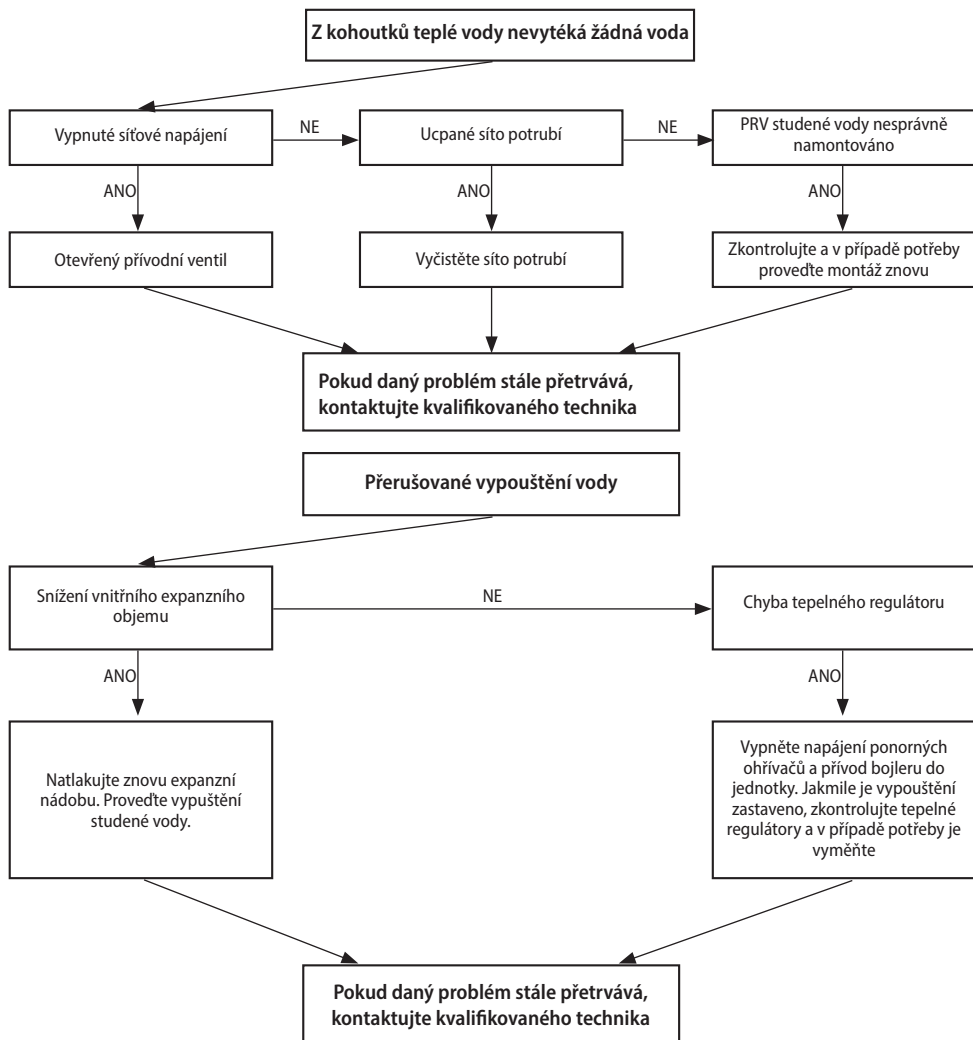 Z kohoutků teplé vody nevytéká žádná voda
Vypnuté síťové napájení
NE
Ucpané síto potrubí
NE
PRV studené vody nesprávně
namontováno
ANO
ANO
ANO
Otevřený přívodní ventil
Vyčistěte síto potrubí
Zkontrolujte a v případě potřeby
proveďte montáž znovu
Pokud daný problém stále přetrvává,
kontaktujte kvalifikovaného technika
Přerušované vypouštění vody
Snížení vnitřního expanzního
objemu
NE
Chyba tepelného regulátoru
ANO
ANO
Natlakujte znovu expanzní
nádobu. Proveďte vypuštění
studené vody.
Vypněte napájení ponorných
ohřívačů a přívod bojleru do
jednotky. Jakmile je vypouštění
zastaveno, zkontrolujte tepelné
regulátory a v případě potřeby je
vyměňte
Pokud daný problém stále přetrvává,
kontaktujte kvalifikovaného technika